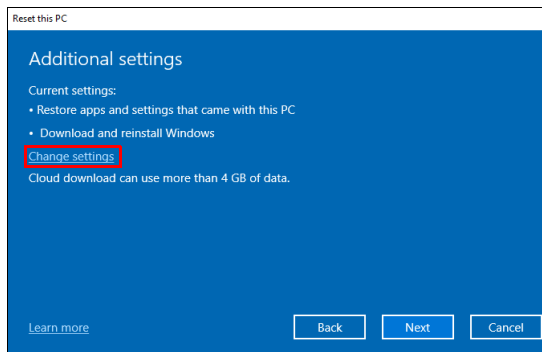 Reset this PC
Additional settings
Current settings:
• Restore apps and settings that came with this PC
• Download and reinstall Windows
Change settings
Cloud download can use more than 4 GB of data.
Learn more
Back
Next
Cancel